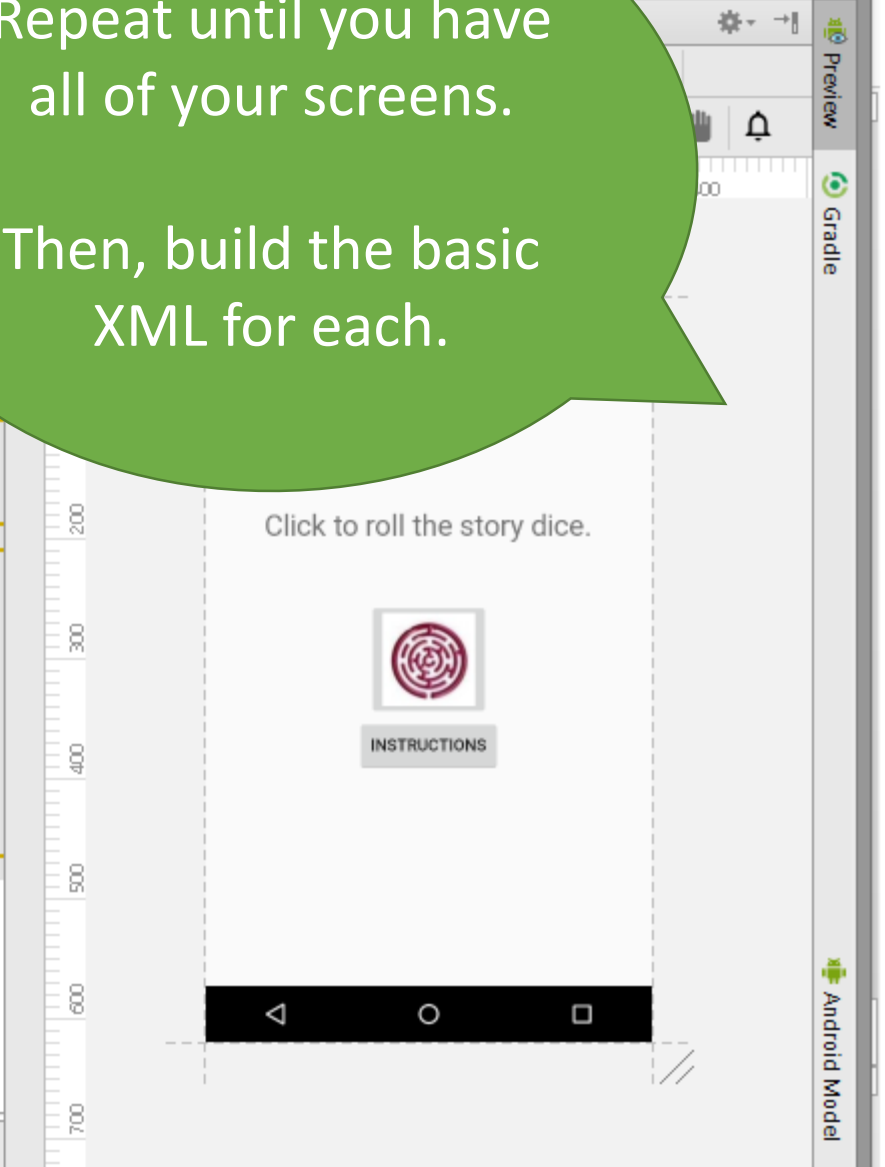 Repeat until you have
all of your screens.
Then, build the basic
XML for each.
Preview
Gradle
Click to roll the story dice.
INSTRUCTIONS
200
300
400
500
600
700
Android Model